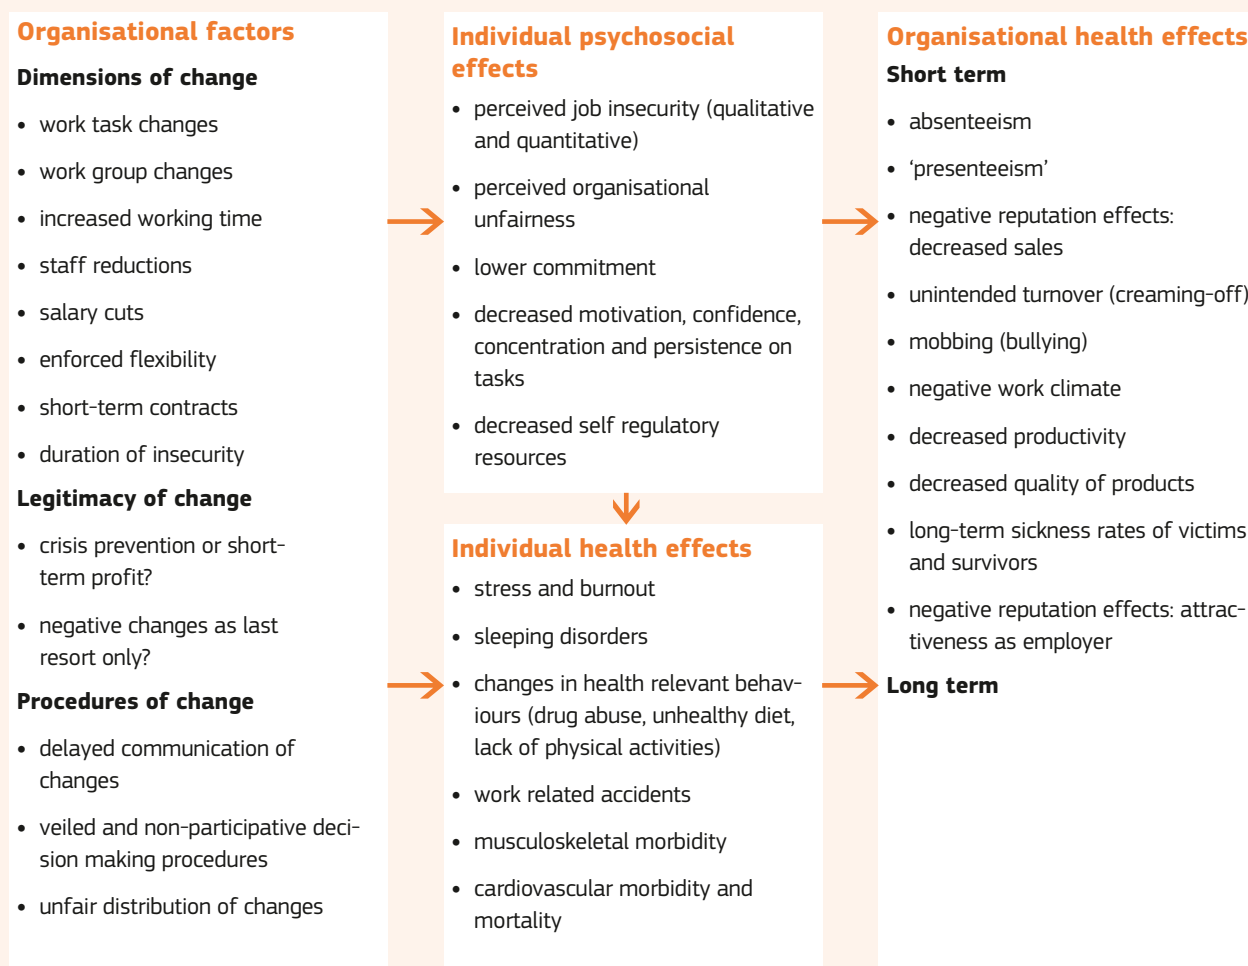 Organisational factors
Dimensions of change
• work task changes
• work group changes
• increased working time
• staff reductions
• salary cuts
• enforced flexibility
• short-term contracts
• duration of insecurity
Legitimacy of change
• crisis prevention or short-
term profit?
• negative changes as last
resort only?
Procedures of change
• delayed communication of
changes
• veiled and non-participative deci-
sion making procedures
• unfair distribution of changes
Individual psychosocial
effects
• perceived job insecurity (qualitative
and quantitative)
• perceived organisational
unfairness
• lower commitment
• decreased motivation, confidence,
concentration and persistence on
tasks
• decreased self regulatory
resources
Individual health effects
• stress and burnout
• sleeping disorders
• changes in health relevant behav-
iours (drug abuse, unhealthy diet,
lack of physical activities)
• work related accidents
• musculoskeletal morbidity
• cardiovascular morbidity and
mortality
Organisational health effects
Short term
• absenteeism
• ‘presenteeism’
• negative reputation effects:
decreased sales
• unintended turnover (creaming-off)
• mobbing (bullying)
• negative work climate
• decreased productivity
• decreased quality of products
• long-term sickness rates of victims
and survivors
• negative reputation effects: attrac-
tiveness as employer
Long term